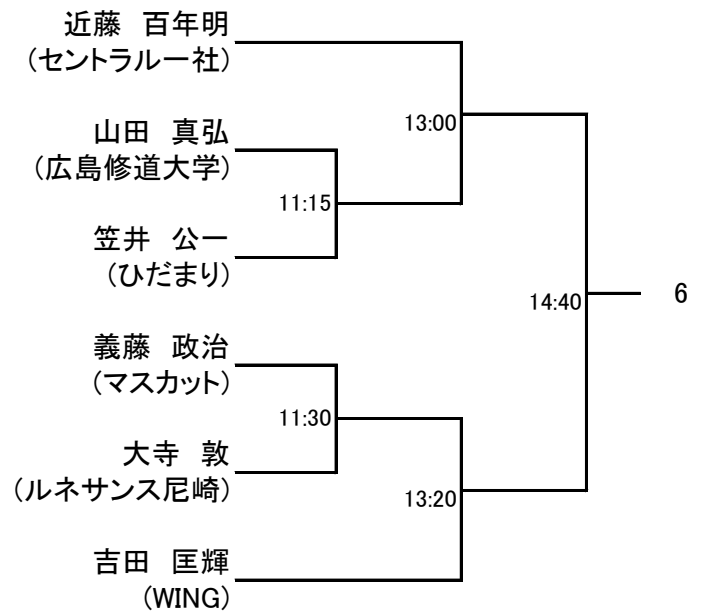 近藤　百年明
(セントラルー社)
13:00
山田　真弘
(広島修道大学)
11:15
笠井　公一
(ひだまり)
14:40
6
義藤　政治
(マスカット)
11:30
大寺　敦
(ルネサンス尼崎)
13:20
吉田　匡輝
(WING)